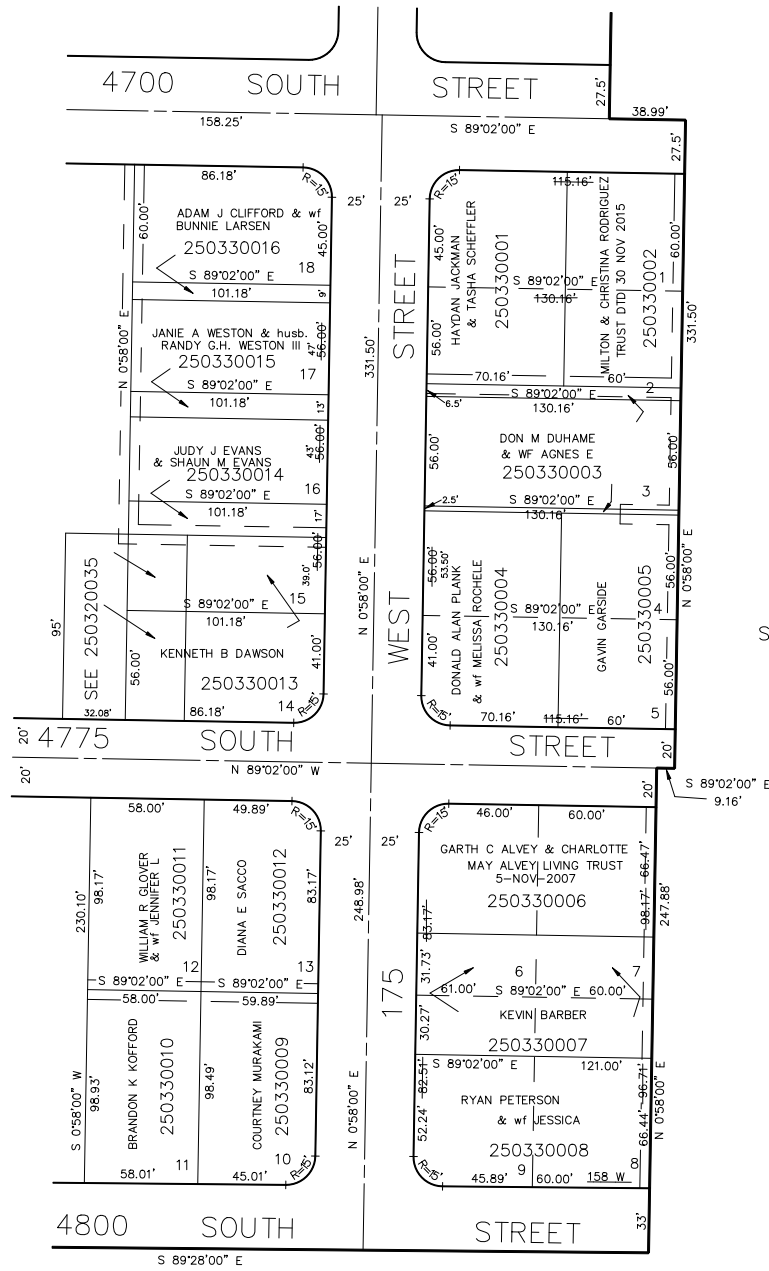 4700 SOUTH STREET
27.5'
38.99'
158.25'
S 89°02'00" E
27.5'
86.18'
R=15'
25'
25'
R=15'
115.16'
60.00'
ADAM J CLIFFORD & wf
BUNNIE LARSEN
250330016
45.00'
18
S 89°02'00" E
101.18'
9'
N 0°58'00" E
JANIE A WESTON & husb.
RANDY G.H. WESTON III
250330015
47'
56.00'
17
S 89°02'00" E
101.18'
13'
JUDY J EVANS
& SHAUN M EVANS
250330014
43'
56.00'
16
S 89°02'00" E
101.18'
17'
56.00'
39.0'
15
S 89°02'00" E
101.18'
95'
SEE 250320035
56.00'
KENNETH B DAWSON
250330013
41.00'
14
32.08'
86.18'
R=15'
331.50'
N 0°58'00" E
STREET
WEST
175
45.00'
HAYDAN JACKMAN
& TASHA SCHEFFLER
250330001
MILTON & CHRISTINA RODRIGUEZ
TRUST DTD 30 NOV 2015
250330002
60.00'
1
S 89°02'00" E
130.16'
331.50'
56.00'
70.16'
60'
2
S 89°02'00" E
130.16'
6.5'
DON M DUHAME
& WF AGNES E
250330003
56.00'
56.00'
3
S 89°02'00" E
130.16'
2.5'
56.00'
53.50'
DONALD ALAN PLANK
& wf MELISSA ROCHELE
250330004
GAVIN GARSIDE
250330005
56.00'
N 0°58'00" E
4
S 89°02'00" E
130.16'
41.00'
56.00'
5
R=15'
70.16'
115.16'
60'
S
20'
4775 SOUTH STREET
20'
20'
N 89°02'00" W
20'
S 89°02'00" E
9.16'
58.00'
49.89'
R=15'
25'
25'
R=15'
46.00'
60.00'
230.10'
98.17'
WILLIAM R GLOVER
& wf JENNIFER L
250330011
98.17'
DIANA E SACCO
250330012
83.17'
12
13
S 89°02'00" E
S 89°02'00" E
58.00'
59.89'
S 0°58'00" W
98.93'
BRANDON K KOFFORD
250330010
98.49'
COURTNEY MURAKAMI
250330009
83.12'
11
10
58.01'
45.01'
R=15'
248.98'
N 0°58'00" E
GARTH C ALVEY & CHARLOTTE
MAY ALVEY LIVING TRUST
5-NOV-2007
250330006
66.47'
98.17'
247.88'
83.17'
31.73'
6
7
61.00'
S 89°02'00" E
60.00'
KEVIN BARBER
250330007
30.27'
S 89°02'00" E
121.00'
82.51'
96.71'
RYAN PETERSON
& wf JESSICA
250330008
52.24'
66.44'
N 0°58'00" E
9
8
R=15'
45.89'
60.00'
158 W
4800 SOUTH STREET
33'
S 89°28'00" E